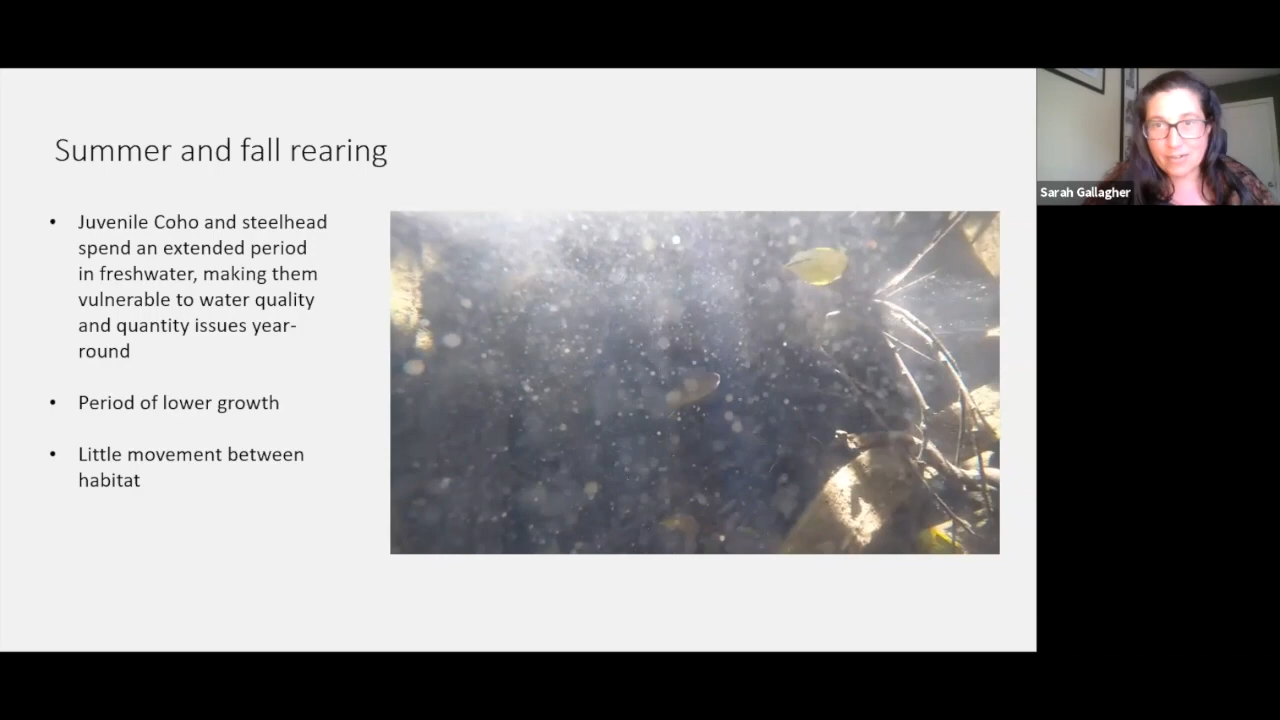 Summer and fall rearing
• Juvenile Coho and steelhead
spend an extended period
in freshwater, making them
vulnerable to water quality
and quantity issues year-
round
• Period of lower growth
• Little movement between
habitat
Sarah Gallagher